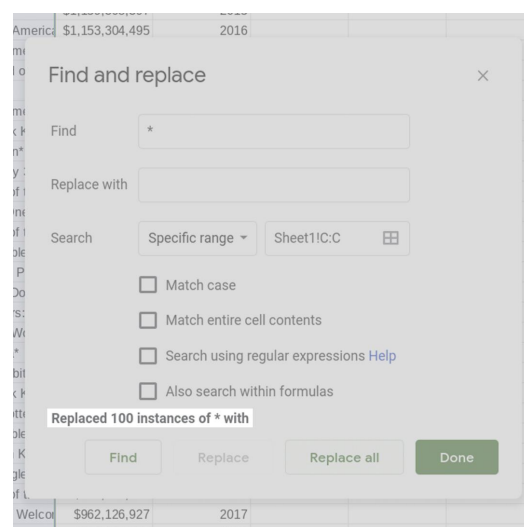 America $1,153,304,495 2016
Find and replace
Find *
Replace with
Search Specific range Sheet1!C:C
Match case
Match entire cell contents
Search using regular expressions Help
Also search within formulas
Replaced 100 instances of * with
Find Replace Replace all Done
Welcor $962,126,927 2017